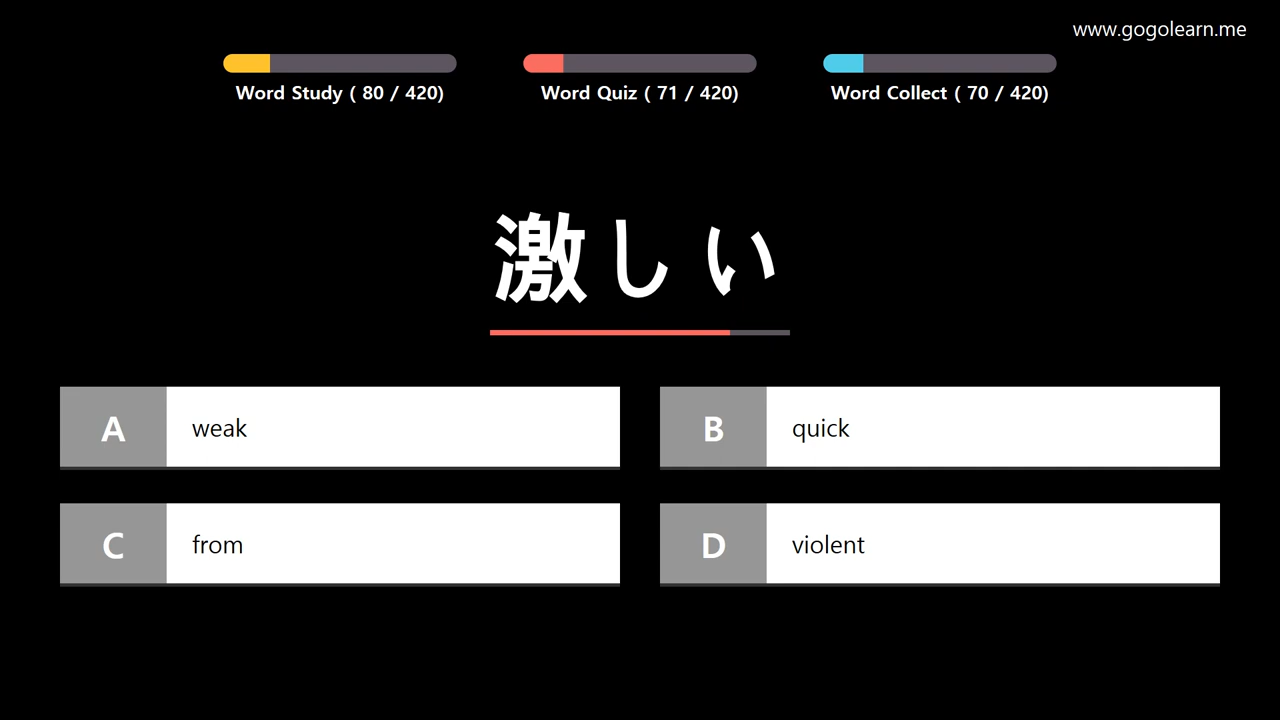 www.gogolearn.me
Word Study ( 80 / 420)
Word Quiz ( 71 / 420)
Word Collect ( 70 / 420)
激しい
A weak
B quick
C from
D violent